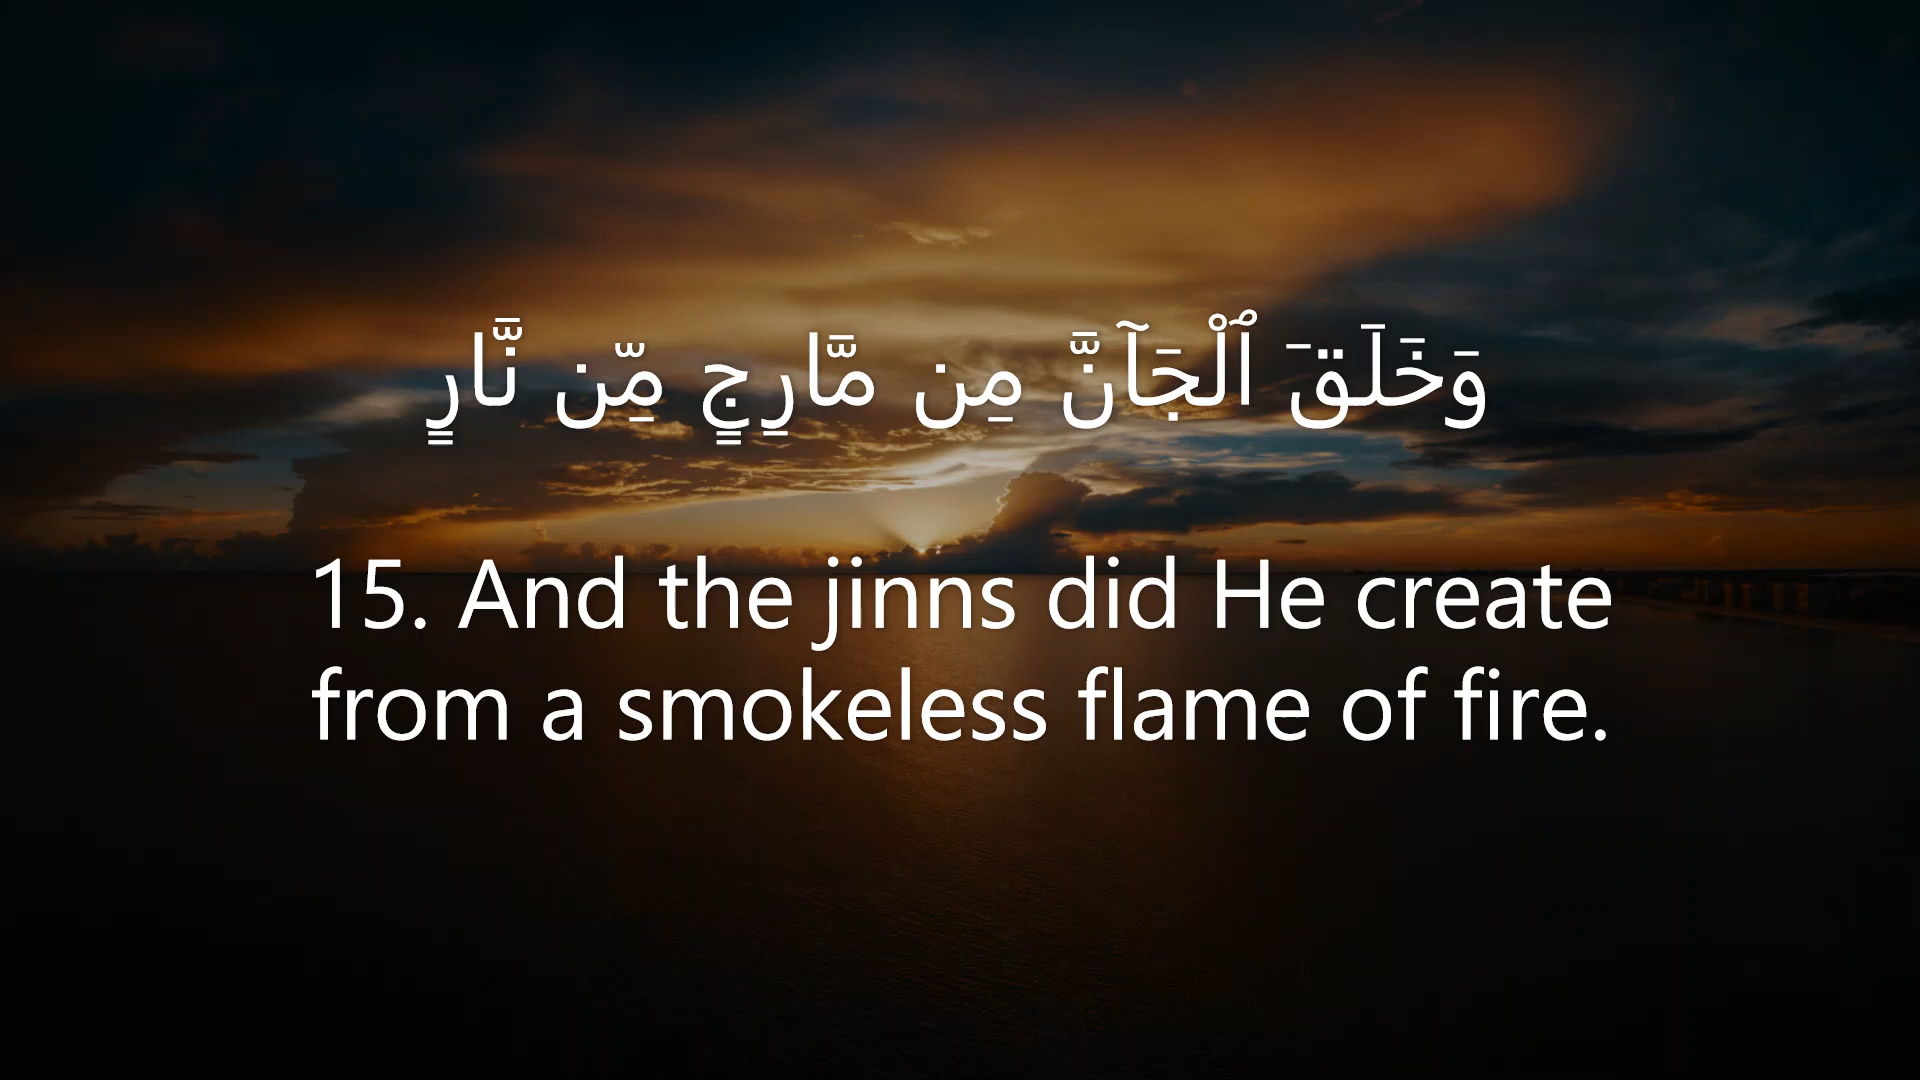 وَخَلَقَ ٱلْجَآنَّ مِن مَّارِجٍ مِّن نَّارٍ
15. And the jinns did He create
from a smokeless flame of fire.